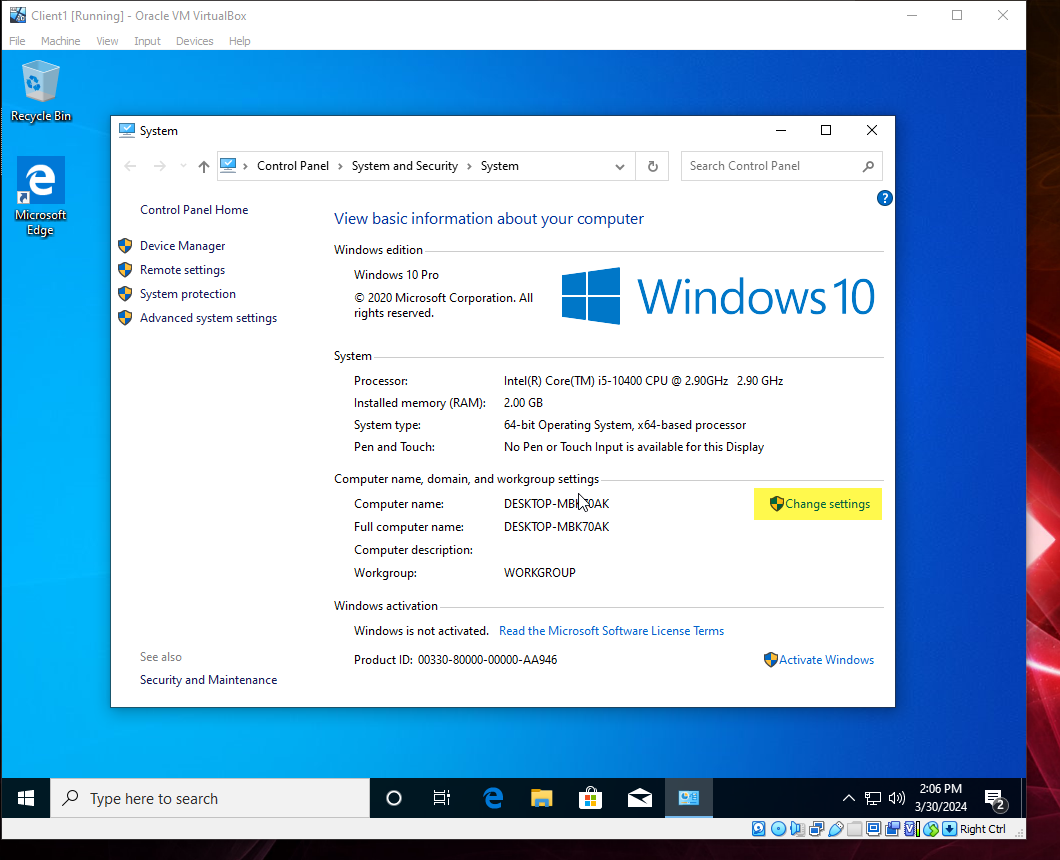 Client1 [Running] - Oracle VM VirtualBox
File Machine View Input Devices Help
Recycle Bin
Microsoft
Edge
System
Control Panel › System and Security › System
Search Control Panel
Control Panel Home
Device Manager
Remote settings
System protection
Advanced system settings
See also
Security and Maintenance
View basic information about your computer
Windows edition
Windows 10 Pro
© 2020 Microsoft Corporation. All
rights reserved.
Windows 10
System
Processor: Intel(R) Core(TM) i5-10400 CPU @ 2.90GHz 2.90 GHz
Installed memory (RAM): 2.00 GB
System type: 64-bit Operating System, x64-based processor
Pen and Touch: No Pen or Touch Input is available for this Display
Computer name, domain, and workgroup settings
Computer name: DESKTOP-MBK70AK
Change settings
Full computer name: DESKTOP-MBK70AK
Computer description:
Workgroup: WORKGROUP
Windows activation
Windows is not activated. Read the Microsoft Software License Terms
Product ID: 00330-80000-00000-AA946
Activate Windows
Type here to search
2:06 PM
3/30/2024
2
Right Ctrl